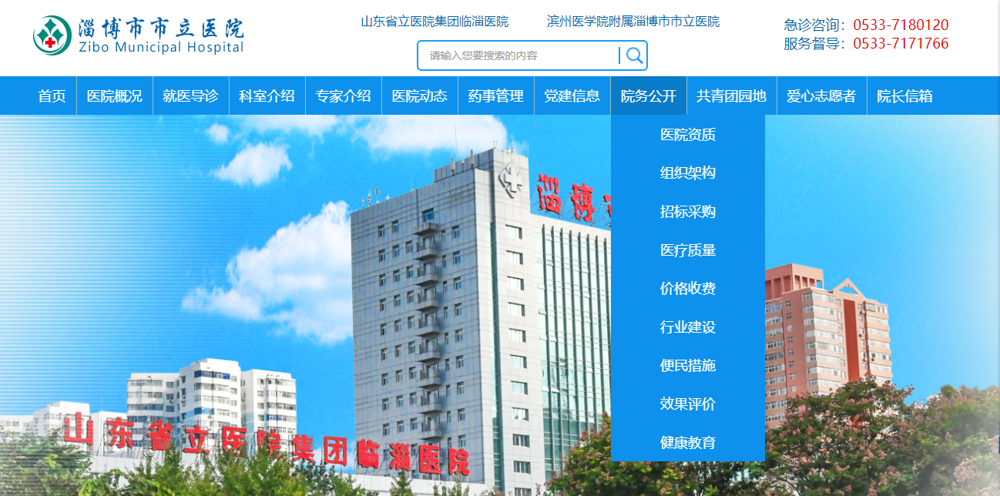 淄博市市立医院
Zibo Municipal Hospital
山东省立医院集团临淄医院 滨州医学院附属淄博市市立医院
请输入您要搜索的内容
急诊咨询：0533-7180120
服务督导：0533-7171766
首页 医院概况 就医导诊 科室介绍 专家介绍 医院动态 药事管理 党建信息 院务公开 共青团园地 爱心志愿者 院长信箱
医院资质
组织架构
招标采购
医疗质量
价格收费
行业建设
便民措施
效果评价
健康教育
淄博
山东省立医院集团临淄医院